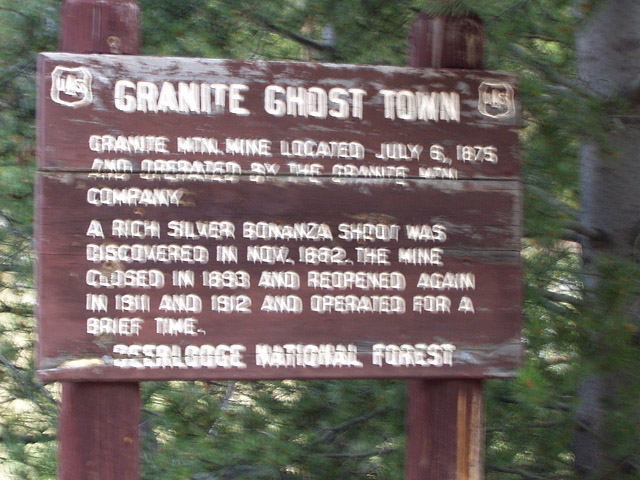 UAS
GRANITE GHOST TOWN
UAS
GRANITE MTN. MINE LOCATED JULY 6, 1875
AND OPERATED BY THE GRANITE MTN.
COMPANY.
A RICH SILVER BONANZA SHOOT WAS
DISCOVERED IN NOV. 1882. THE MINE
CLOSED IN 1893 AND REOPENED AGAIN
IN 1911 AND 1912 AND OPERATED FOR A
BRIEF TIME.
DEERLODGE NATIONAL FOREST